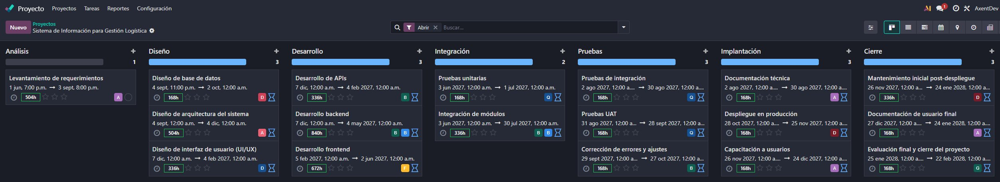 Proyecto Proyectos Tareas Reportes Configuración
1 AxentDev
Nuevo
Proyectos
Sistema de Información para Gestión Logística
Abrir Buscar...
Análisis
1
Levantamiento de requerimientos
1 jun, 7:00 p.m. → 3 sept, 8:00 p.m.
504h A
Diseño
3
Diseño de base de datos
4 sept, 11:00 p.m. → 2 oct, 12:00 a.m.
168h D
Diseño de arquitectura del sistema
4 sept, 12:00 a.m. → 4 dic, 12:00 a.m.
504h A
Diseño de interfaz de usuario (UI/UX)
7 dic, 12:00 a.m. → 4 feb 2027, 12:00 a.m.
336h D
Desarrollo
3
Desarrollo de APIs
7 dic, 12:00 a.m. → 4 feb 2027, 12:00 a.m.
336h B
Desarrollo backend
7 dic, 12:00 a.m. → 4 may 2027, 12:00 a.m.
840h B B
Desarrollo frontend
5 feb 2027, 12:00 a.m. → 2 jun 2027, 12:00 a.m.
672h F
Integración
2
Pruebas unitarias
3 jun 2027, 12:00 a.m. → 1 jul 2027, 12:00 a.m.
168h Q
Integración de módulos
3 jun 2027, 12:00 a.m. → 30 jul 2027, 12:00 a.m.
336h B B
Pruebas
3
Pruebas de integración
2 ago 2027, 12:00 a.m.... → 30 ago 2027, 12:00 a...
168h Q
Pruebas UAT
31 ago 2027, 12:00 a... → 28 sept 2027, 12:00 a...
168h Q
Corrección de errores y ajustes
29 sept 2027, 12:00 a... → 27 oct 2027, 12:00 a...
168h B
Implantación
3
Documentación técnica
2 ago 2027, 12:00 a.... → 30 ago 2027, 12:00 a....
168h A
Despliegue en producción
28 oct 2027, 12:00 a.... → 25 nov 2027, 12:00 a....
168h D
Capacitación a usuarios
26 nov 2027, 12:00 a.... → 24 dic 2027, 12:00 a....
168h A
Cierre
3
Mantenimiento inicial post-despliegue
26 nov 2027, 12:00 a... → 24 ene 2028, 12:00 a...
336h D
Documentación de usuario final
27 dic 2027, 12:00 a.... → 24 ene 2028, 12:00 a....
168h A
Evaluación final y cierre del proyecto
25 ene 2028, 12:00 a.... → 22 feb 2028, 12:00 a....
168h G